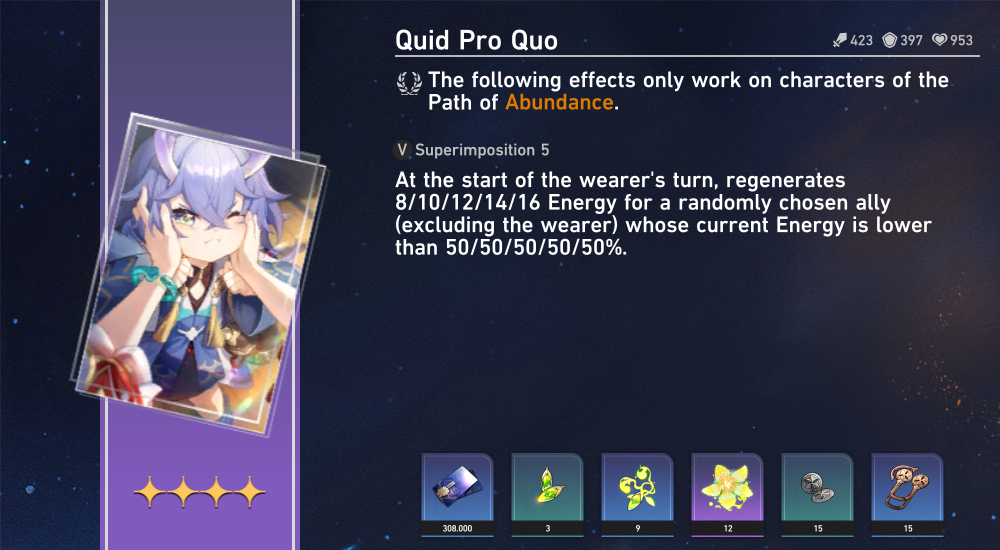 Quid Pro Quo
423 397 953
The following effects only work on characters of the
Path of Abundance.
V Superimposition 5
At the start of the wearer's turn, regenerates
8/10/12/14/16 Energy for a randomly chosen ally
(excluding the wearer) whose current Energy is lower
than 50/50/50/50/50%.
308.000 3 9 12 15 15